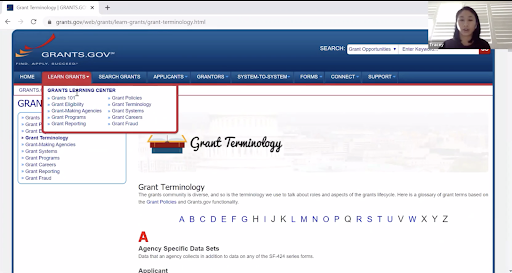 Grant Terminology | GRANTS.G
grants.gov/web/grants/learn-grants/grant-terminology.html
Tracey
GRANTS.GOV™
FIND. APPLY. SUCCEED.℠
SEARCH: Grant Opportunities Enter Keyword GO
HOME LEARN GRANTS SEARCH GRANTS APPLICANTS GRANTORS SYSTEM-TO-SYSTEM FORMS CONNECT SUPPORT
GRANTS LEARNING CENTER
Grants 101 Grant Policies
Grant Eligibility Grant Terminology
Grant-Making Agencies Grant Systems
Grant Programs Grant Careers
Grant Reporting Grant Fraud
GRANTS
GRAN
Grants
Grant P
Grant E
Grant Terminology
Grant-Making Agencies
Grant Systems
Grant Programs
Grant Careers
Grant Reporting
Grant Fraud
Grant Terminology
Grant Terminology
The grants community is diverse, and so is the terminology we use to talk about roles and aspects of the grants lifecycle. Here is a glossary of grant terms based on
the Grant Policies and Grants.gov functionality.
A B C D E F G H I J K L M N O P Q R S T U V W X Y Z
A
Agency Specific Data Sets
Data that an agency collects in addition to data on any of the SF-424 series forms.
Applicant